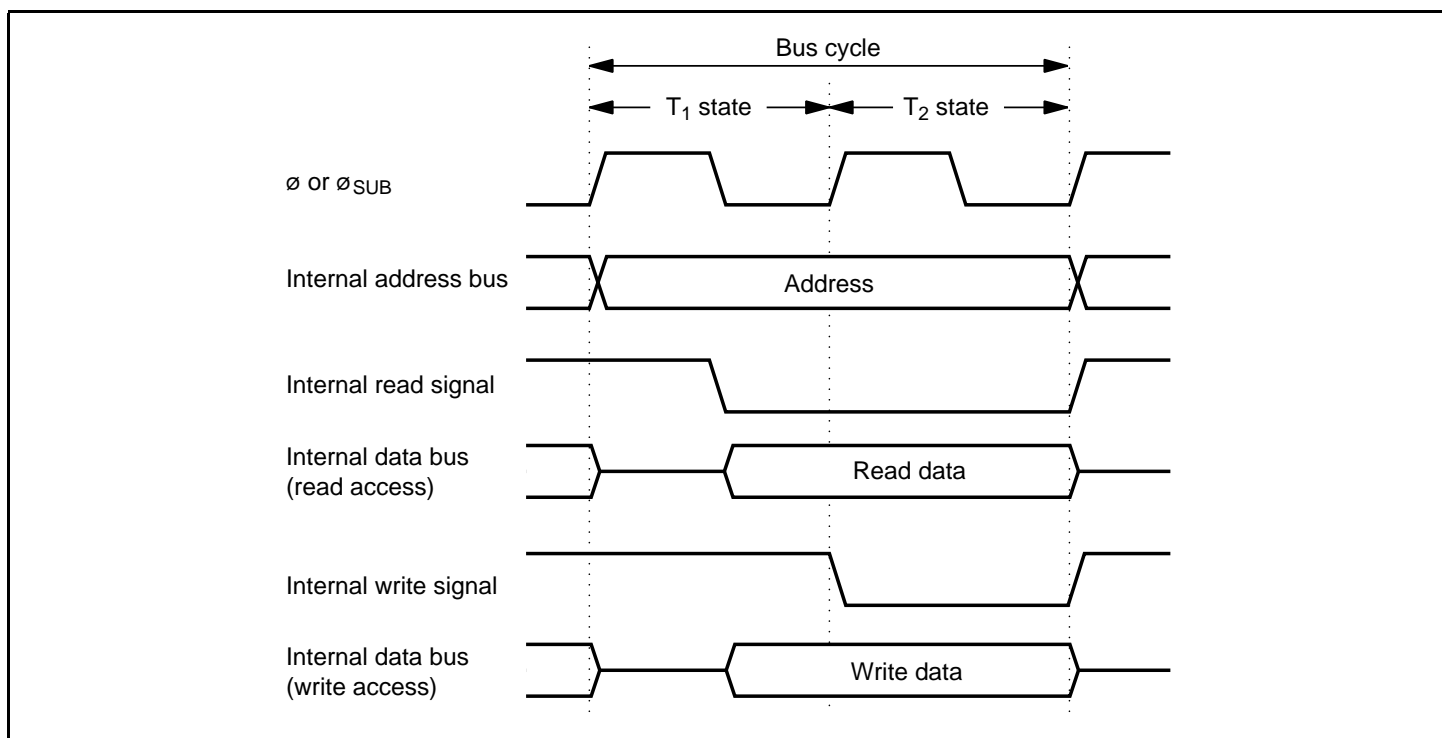 Bus cycle
T1 state
T2 state
ø or øSUB
Internal address bus
Address
Internal read signal
Internal data bus
(read access)
Read data
Internal write signal
Internal data bus
(write access)
Write data